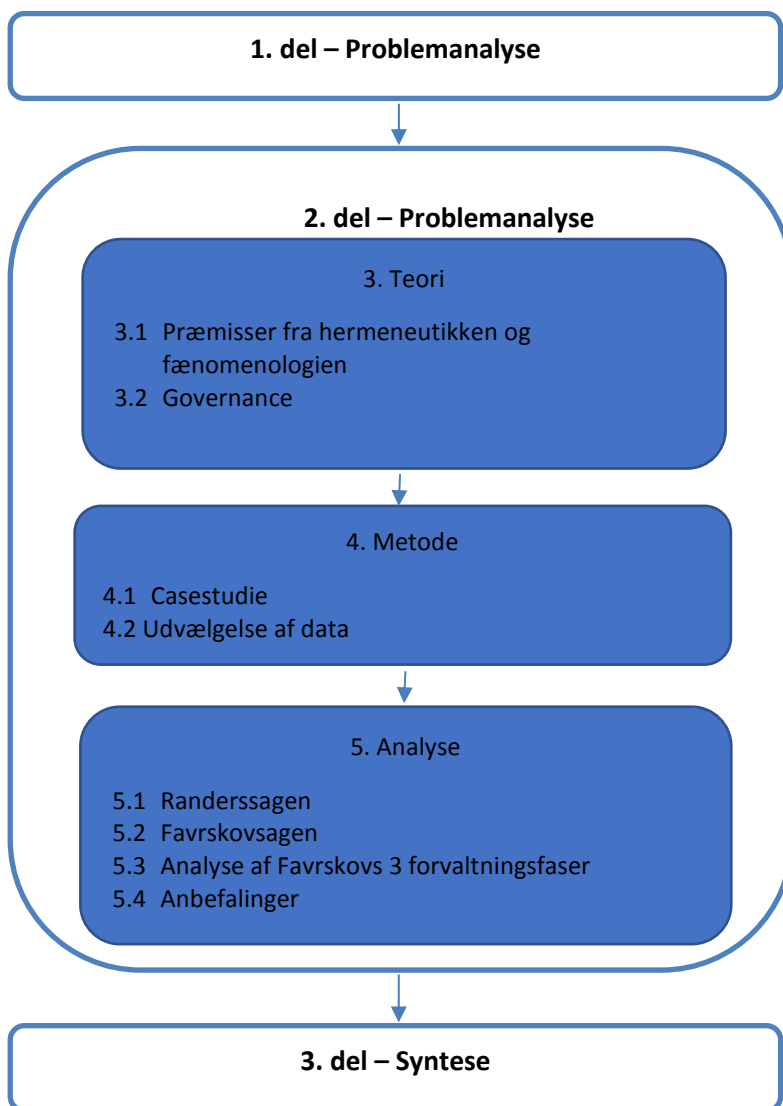 1. del – Problemanalyse
2. del – Problemanalyse
3. Teori
3.1 Præmisser fra hermeneutikken og
fænomenologien
3.2 Governance
4. Metode
4.1 Casestudie
4.2 Udvælgelse af data
5. Analyse
5.1 Randerssagen
5.2 Favrskovsagen
5.3 Analyse af Favrskovs 3 forvaltningsfaser
5.4 Anbefalinger
3. del – Syntese